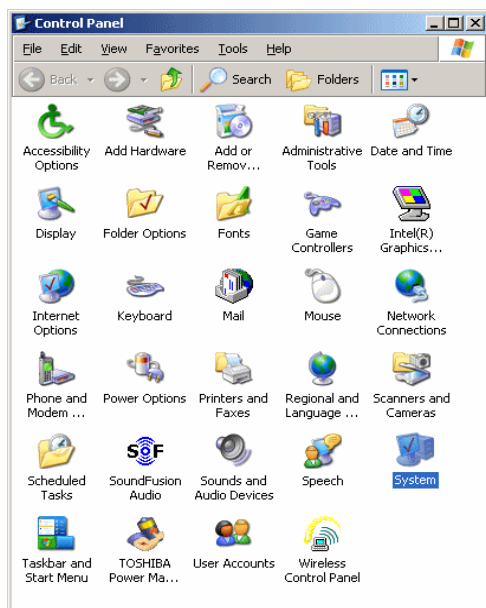 Control Panel
File Edit View Favorites Tools Help
Back Search Folders
Accessibility Options
Add Hardware
Add or Remov...
Administrative Tools
Date and Time
Display
Folder Options
Fonts
Game Controllers
Intel(R) Graphics...
Internet Options
Keyboard
Mail
Mouse
Network Connections
Phone and Modem ...
Power Options
Printers and Faxes
Regional and Language ...
Scanners and Cameras
Scheduled Tasks
SoundFusion Audio
Sounds and Audio Devices
Speech
System
Taskbar and Start Menu
TOSHIBA Power Ma...
User Accounts
Wireless Control Panel